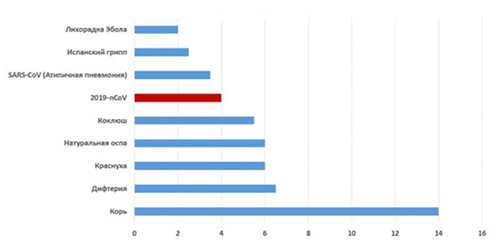 Лихорадка Эбола
Испанский грипп
SARS-CoV (Атипичная пневмония)
2019-nCoV
Коклюш
Натуральная оспа
Краснуха
Дифтерия
Корь
0 2 4 6 8 10 12 14 16